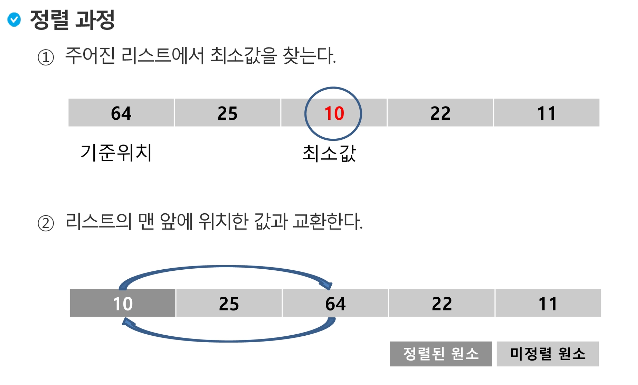 정렬 과정
① 주어진 리스트에서 최소값을 찾는다.
64 25 10 22 11
기준위치 최소값
② 리스트의 맨 앞에 위치한 값과 교환한다.
10 25 64 22 11
정렬된 원소 미정렬 원소